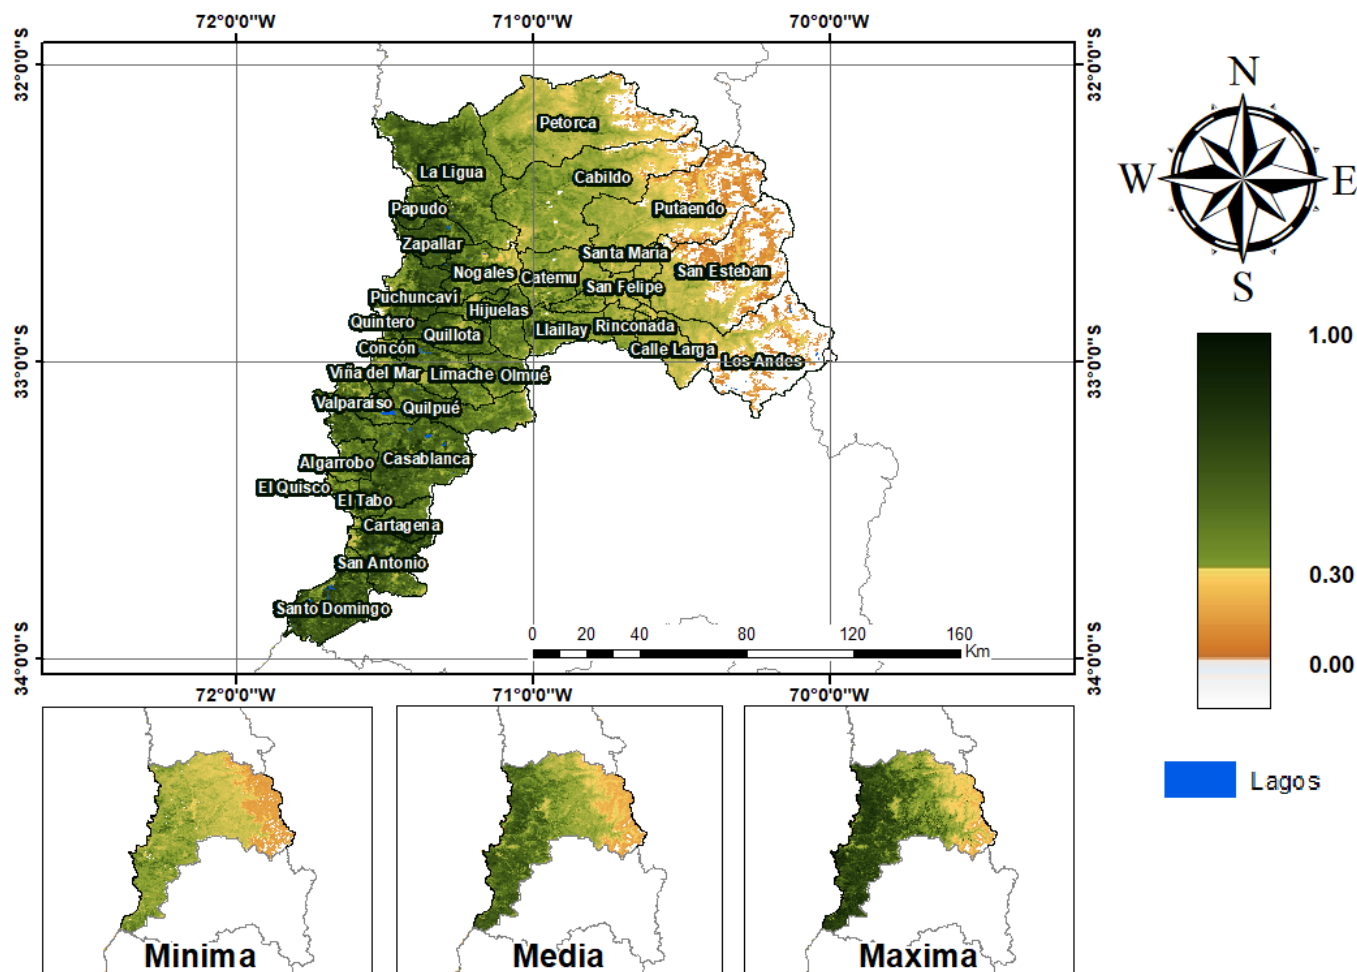 72°0'0"W 71°0'0"W 70°0'0"W
32°0'0"S 32°0'0"S
N
W E
S
Petorca
La Ligua
Cabildo
Papudo
Putaendo
Zapallar
Santa María
Nogales
Catemu
San Esteban
San Felipe
Puchuncaví
Hijuelas
Quintero
Quillota
Llaillay
Rinconada
Concón
Calle Larga
Los Andes
33°0'0"S 33°0'0"S
Viña del Mar
Limache
Olmué
Valparaíso
Quilpué
Algarrobo
Casablanca
El Quisco
El Tabo
Cartagena
San Antonio
Santo Domingo
0 20 40 80 120 160
Km
34°0'0"S 34°0'0"S
72°0'0"W 71°0'0"W 70°0'0"W
1.00
0.30
0.00
Lagos
Minima
Media
Maxima